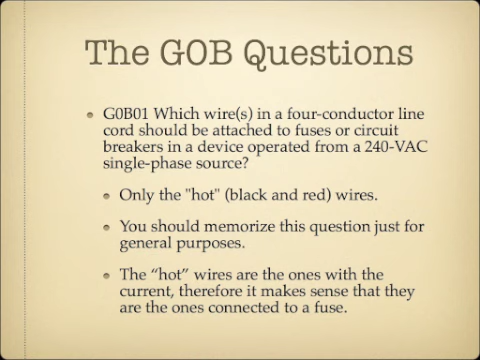 The G0B Questions
G0B01 Which wire(s) in a four-conductor line
cord should be attached to fuses or circuit
breakers in a device operated from a 240-VAC
single-phase source?
Only the "hot" (black and red) wires.
You should memorize this question just for
general purposes.
The “hot” wires are the ones with the
current, therefore it makes sense that they
are the ones connected to a fuse.